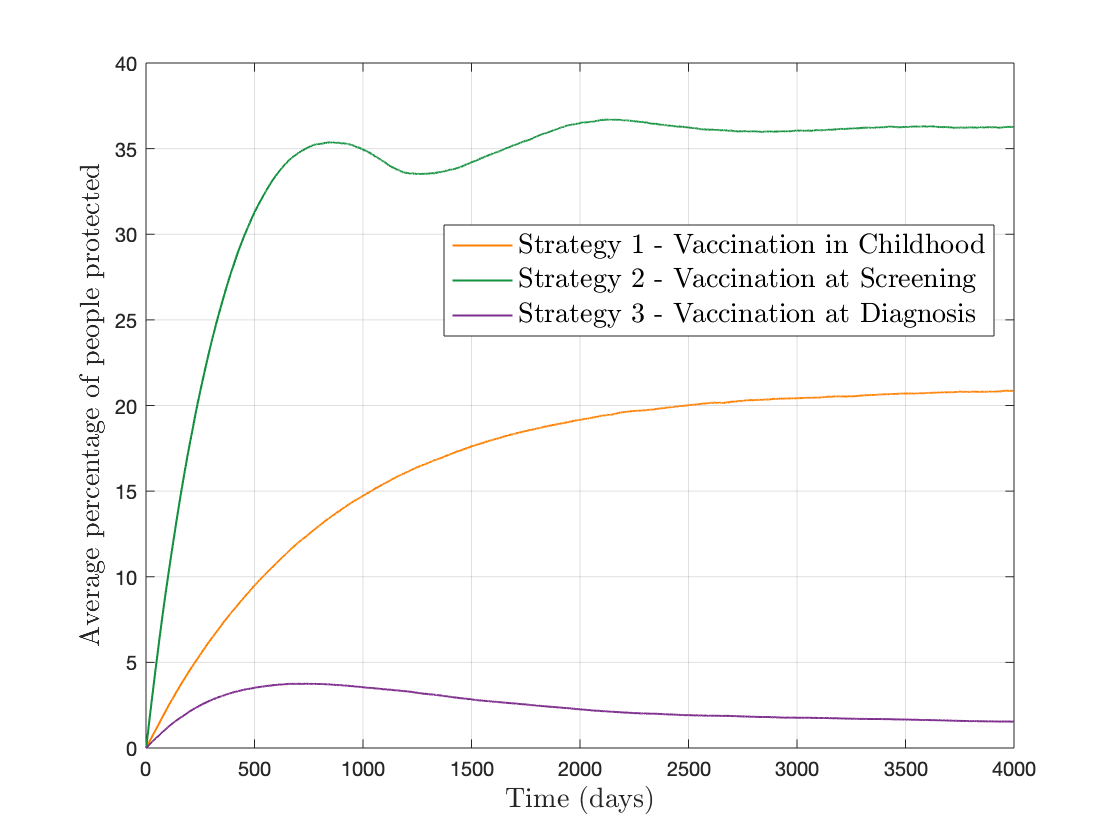 40
35
30
25
20
15
10
5
0
Average percentage of people protected
Strategy 1 - Vaccination in Childhood
Strategy 2 - Vaccination at Screening
Strategy 3 - Vaccination at Diagnosis
0 500 1000 1500 2000 2500 3000 3500 4000
Time (days)